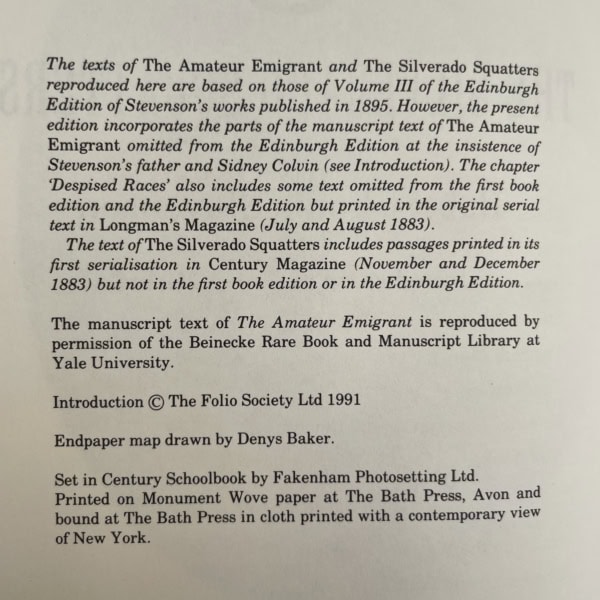 The texts of The Amateur Emigrant and The Silverado Squatters
reproduced here are based on those of Volume III of the Edinburgh
Edition of Stevenson's works published in 1895. However, the present
edition incorporates the parts of the manuscript text of The Amateur
Emigrant omitted from the Edinburgh Edition at the insistence of
Stevenson's father and Sidney Colvin (see Introduction). The chapter
'Despised Races' also includes some text omitted from the first book
edition and the Edinburgh Edition but printed in the original serial
text in Longman's Magazine (July and August 1883).
The text of The Silverado Squatters includes passages printed in its
first serialisation in Century Magazine (November and December
1883) but not in the first book edition or in the Edinburgh Edition.
The manuscript text of The Amateur Emigrant is reproduced by
permission of the Beinecke Rare Book and Manuscript Library at
Yale University.
Introduction © The Folio Society Ltd 1991
Endpaper map drawn by Denys Baker.
Set in Century Schoolbook by Fakenham Photosetting Ltd.
Printed on Monument Wove paper at The Bath Press, Avon and
bound at The Bath Press in cloth printed with a contemporary view
of New York.